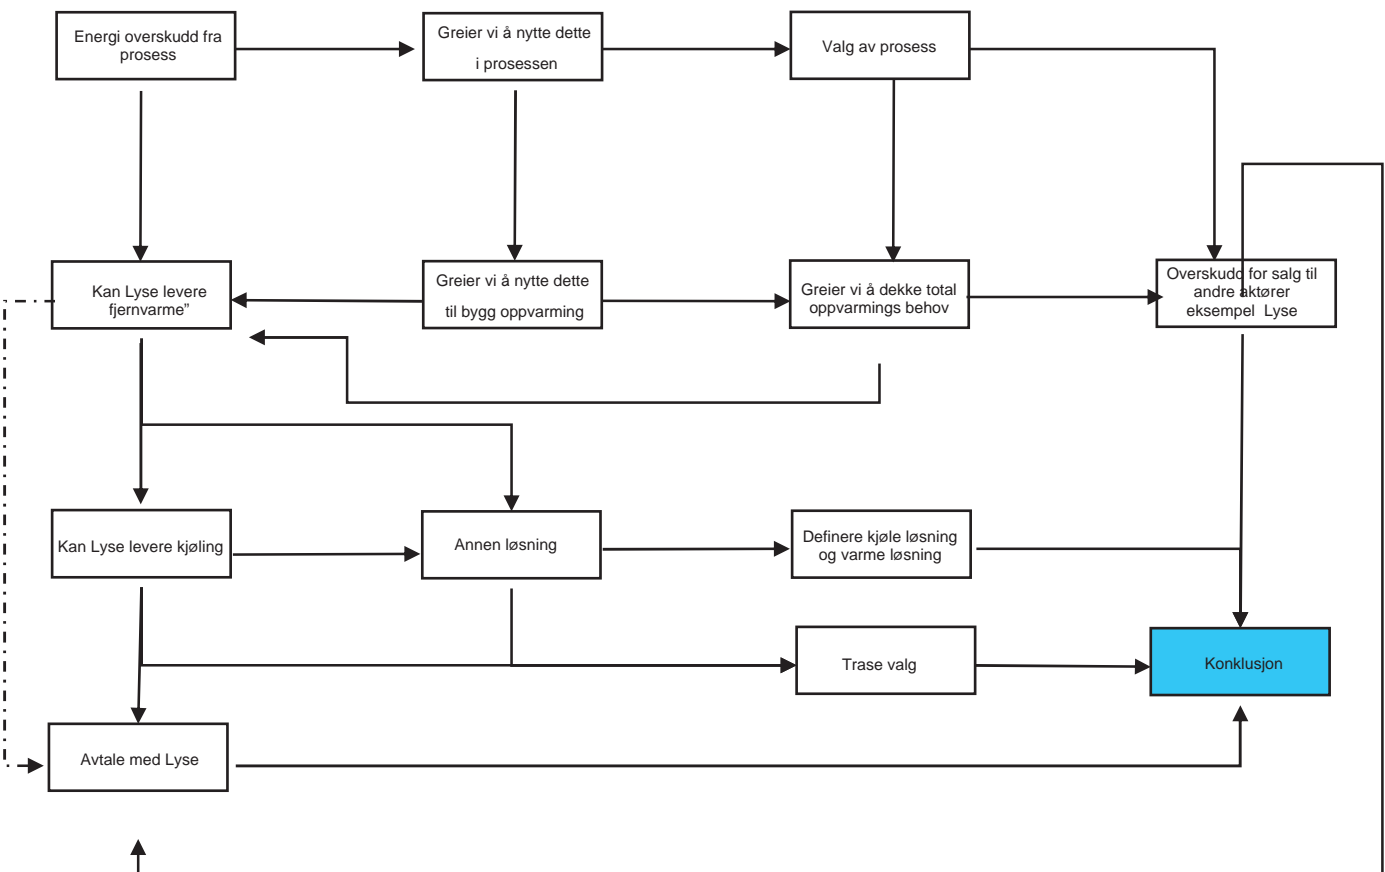 Energi overskudd fra
prosess
Greier vi å nytte dette
i prosessen
Valg av prosess
Kan Lyse levere
fjernvarme”
Greier vi å nytte dette
til bygg oppvarming
Greier vi å dekke total
oppvarmings behov
Overskudd for salg til
andre aktører
eksempel Lyse
Kan Lyse levere kjøling
Annen løsning
Definere kjøle løsning
og varme løsning
Trase valg
Konklusjon
Avtale med Lyse